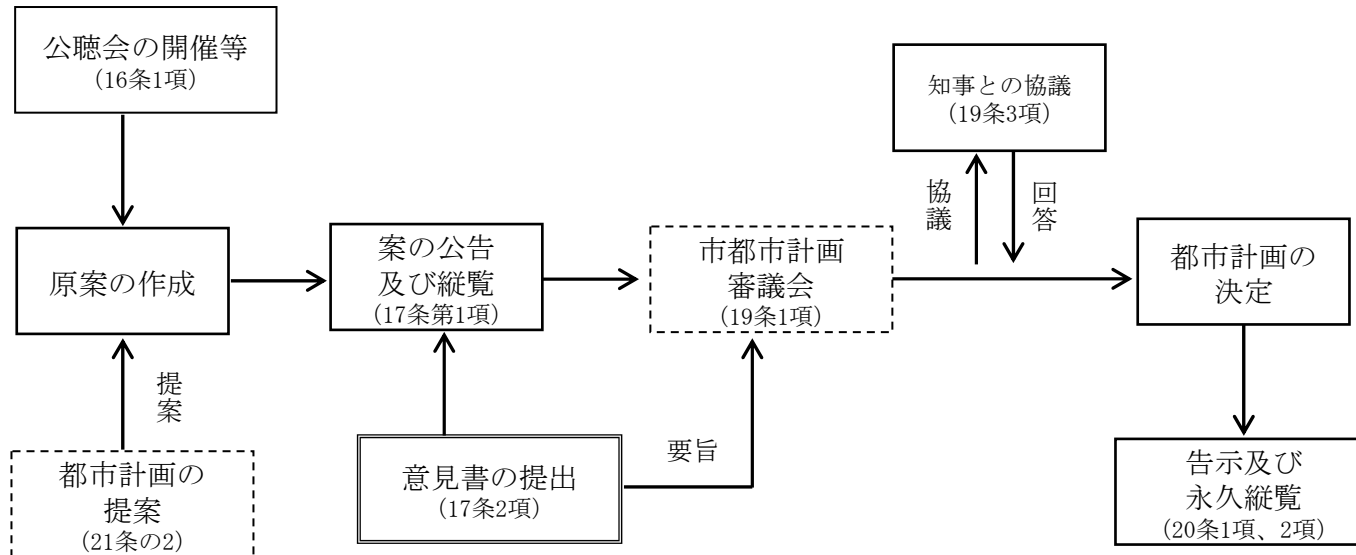 公聴会の開催等
(16条1項)
知事との協議
(19条3項)
協議
回答
原案の作成
案の公告
及び縦覧
(17条第1項)
市都市計画
審議会
(19条1項)
都市計画の
決定
提案
都市計画の
提案
(21条の2)
意見書の提出
(17条2項)
要旨
告示及び
永久縦覧
(20条1項、2項)